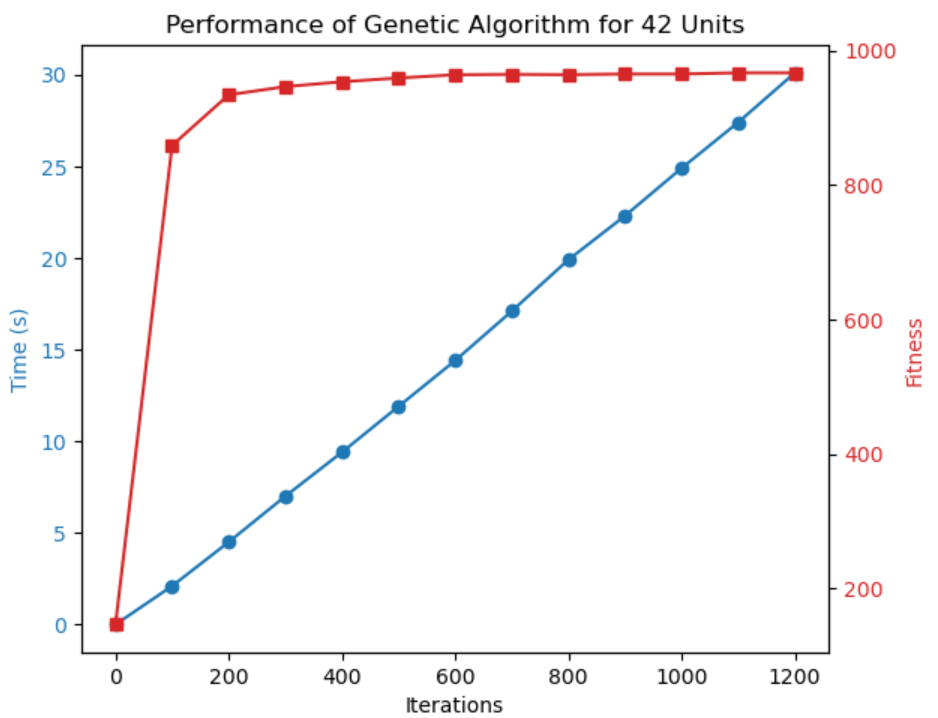 Performance of Genetic Algorithm for 42 Units
30
25
20
15
10
5
0
Time (s)
1000
800
600
400
200
Fitness
0 200 400 600 800 1000 1200
Iterations